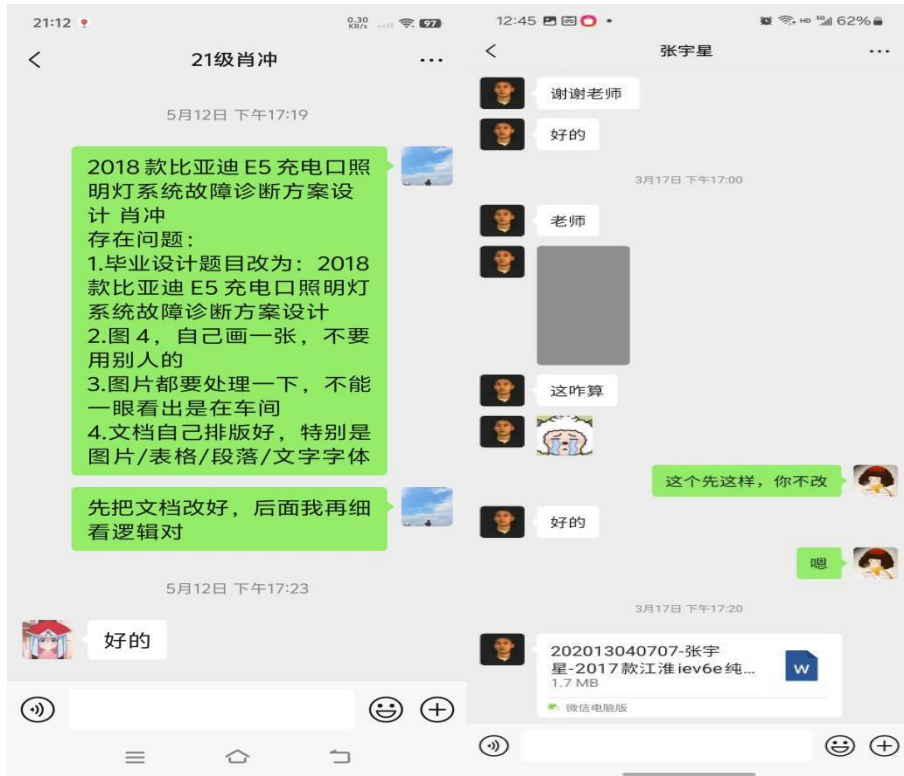 21:12
0.30
KB/s
97
21级肖冲
5月12日 下午17:19
2018款比亚迪E5充电口照
明灯系统故障诊断方案设
计 肖冲
存在问题：
1.毕业设计题目改为：2018
款比亚迪E5充电口照明灯
系统故障诊断方案设计
2.图4，自己画一张，不要
用别人的
3.图片都要处理一下，不能
一眼看出是在车间
4.文档自己排版好，特别是
图片/表格/段落/文字字体
先把文档改好，后面我再细
看逻辑对
5月12日 下午17:23
好的
12:45
HD
5G
62%
张宇星
谢谢老师
好的
3月17日 下午17:00
老师
这咋算
这个先这样，你不改
好的
嗯
3月17日 下午17:20
202013040707-张宇
星-2017款江淮iev6e纯...
1.7 MB
W
微信电脑版